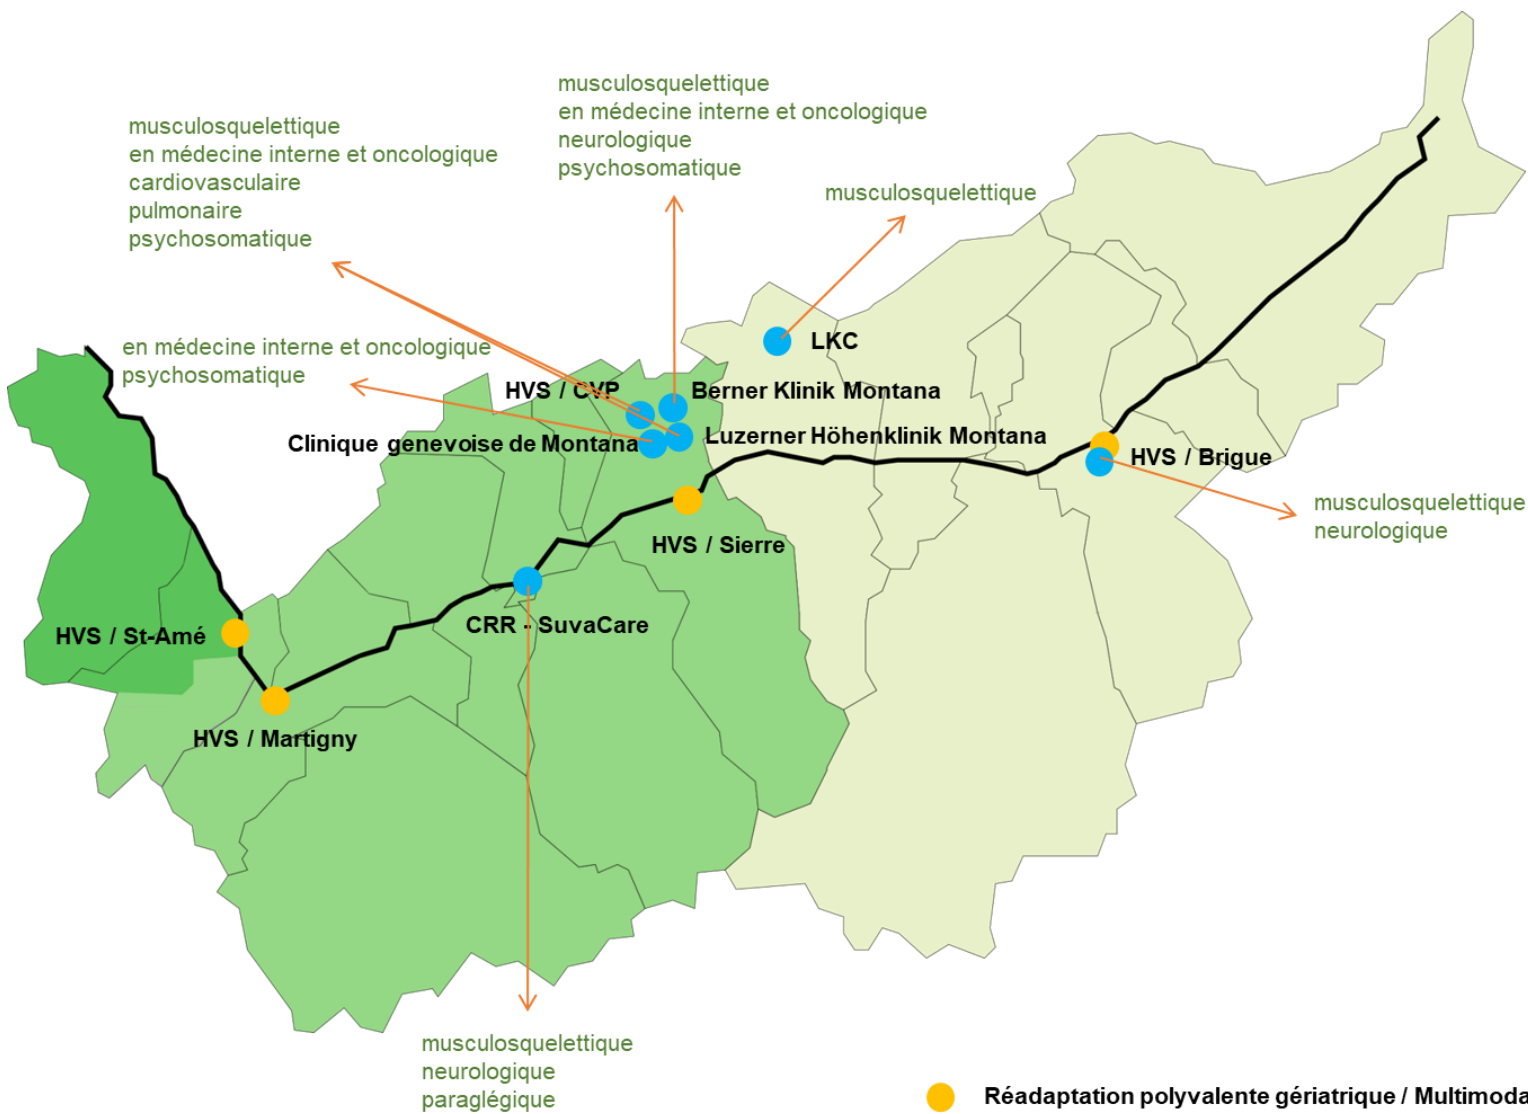 musculosquelettique
en médecine interne et oncologique
neurologique
psychosomatique
musculosquelettique
en médecine interne et oncologique
cardiovasculaire
pulmonaire
psychosomatique
musculosquelettique
en médecine interne et oncologique
psychosomatique
LKC
HVS / CVP
Berner Klinik Montana
Clinique genevoise de Montana
Luzerner Höhenklinik Montana
HVS / Brigue
musculosquelettique
neurologique
HVS / Sierre
CRR - SuvaCare
HVS / St-Amé
HVS / Martigny
musculosquelettique
neurologique
paraglégique
Réadaptation polyvalente gériatrique / Multimoda